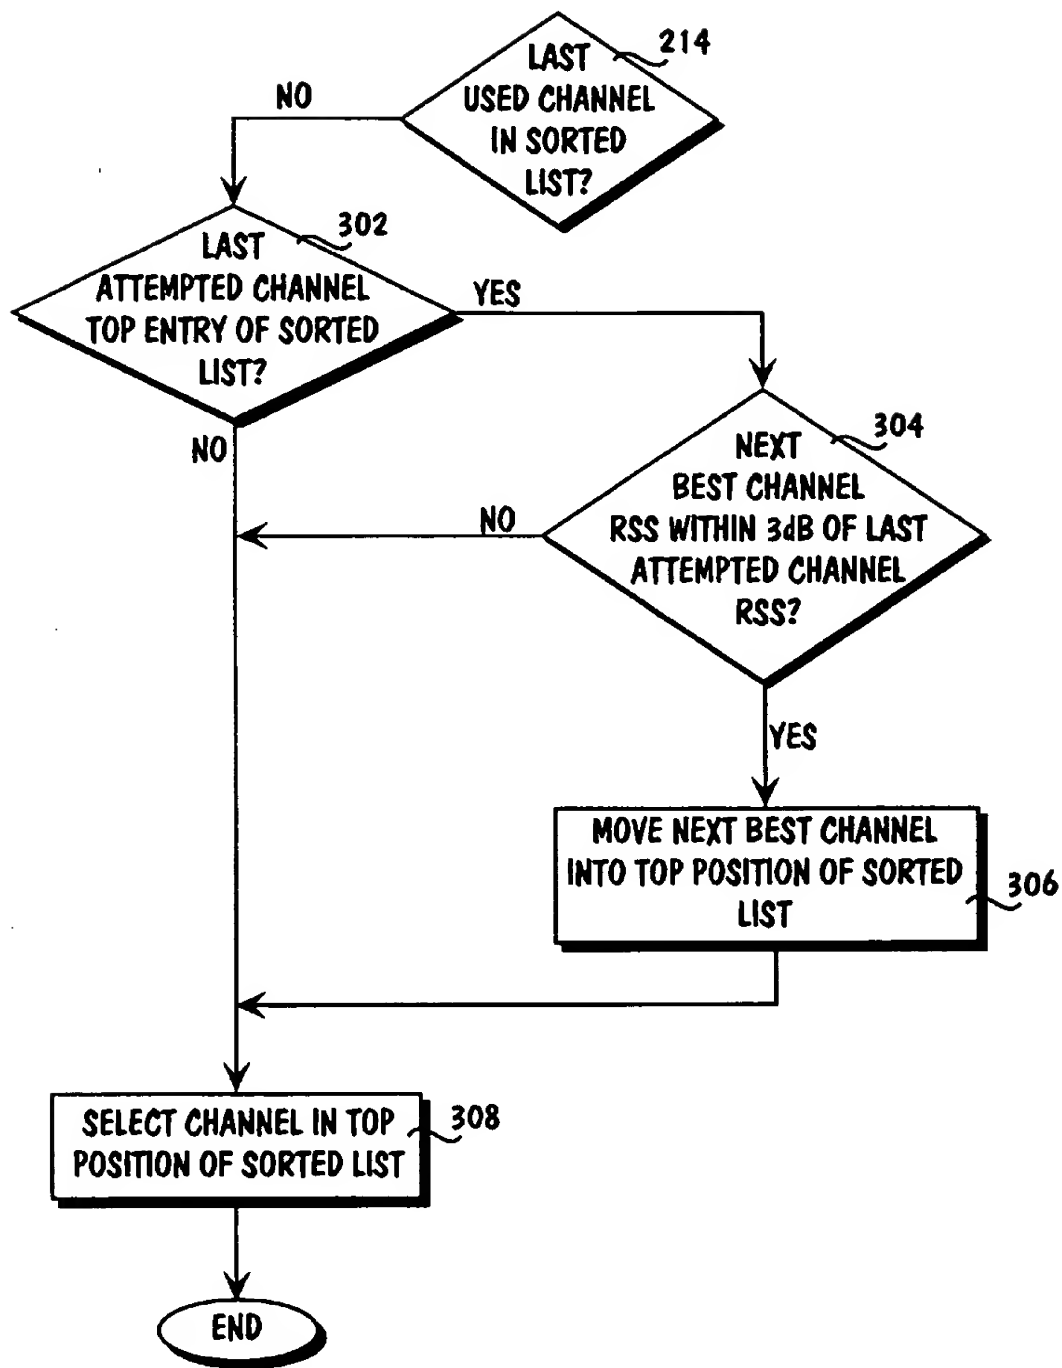 LAST
USED CHANNEL
IN SORTED
LIST?
214
NO
LAST
ATTEMPTED CHANNEL
TOP ENTRY OF SORTED
LIST?
302
YES
NO
NEXT
BEST CHANNEL
RSS WITHIN 3dB OF LAST
ATTEMPTED CHANNEL
RSS?
304
NO
YES
MOVE NEXT BEST CHANNEL
INTO TOP POSITION OF SORTED
LIST
306
SELECT CHANNEL IN TOP
POSITION OF SORTED LIST
308
END